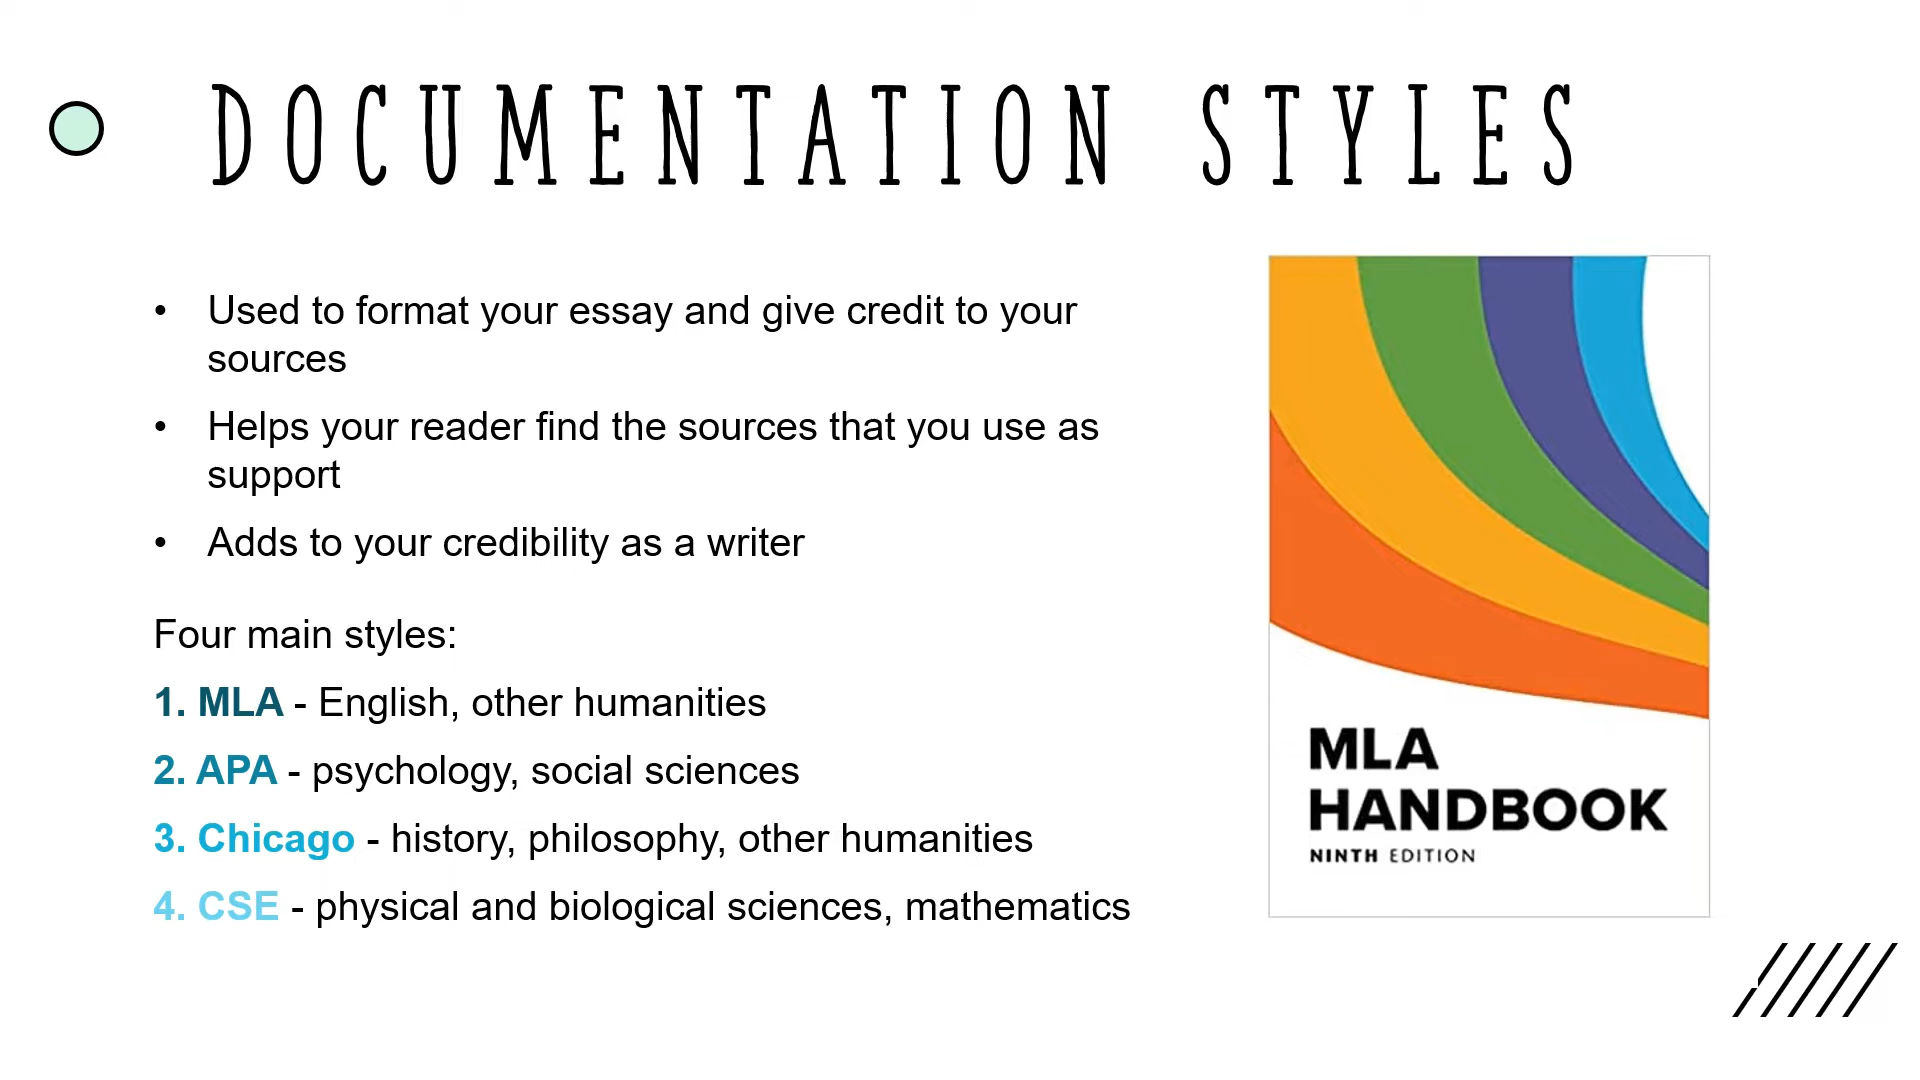 DOCUMENTATION STYLES
• Used to format your essay and give credit to your
sources
• Helps your reader find the sources that you use as
support
• Adds to your credibility as a writer
Four main styles:
1. MLA - English, other humanities
2. APA - psychology, social sciences
3. Chicago - history, philosophy, other humanities
4. CSE - physical and biological sciences, mathematics
MLA
HANDBOOK
NINTH EDITION